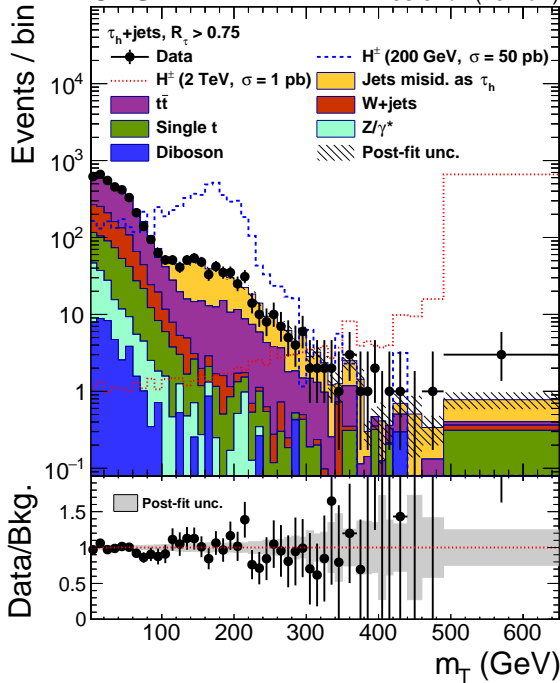 τh+jets, Rτ > 0.75
Data
H± (200 GeV, σ = 50 pb)
H± (2 TeV, σ = 1 pb)
Jets misid. as τh
tt̄
W+jets
Single t
Z/γ*
Diboson
Post-fit unc.
Events / bin
10⁴
10³
10²
10
1
10⁻¹
Post-fit unc.
Data/Bkg.
1.5
1
0.5
0
100 200 300 400 500 600
mT (GeV)